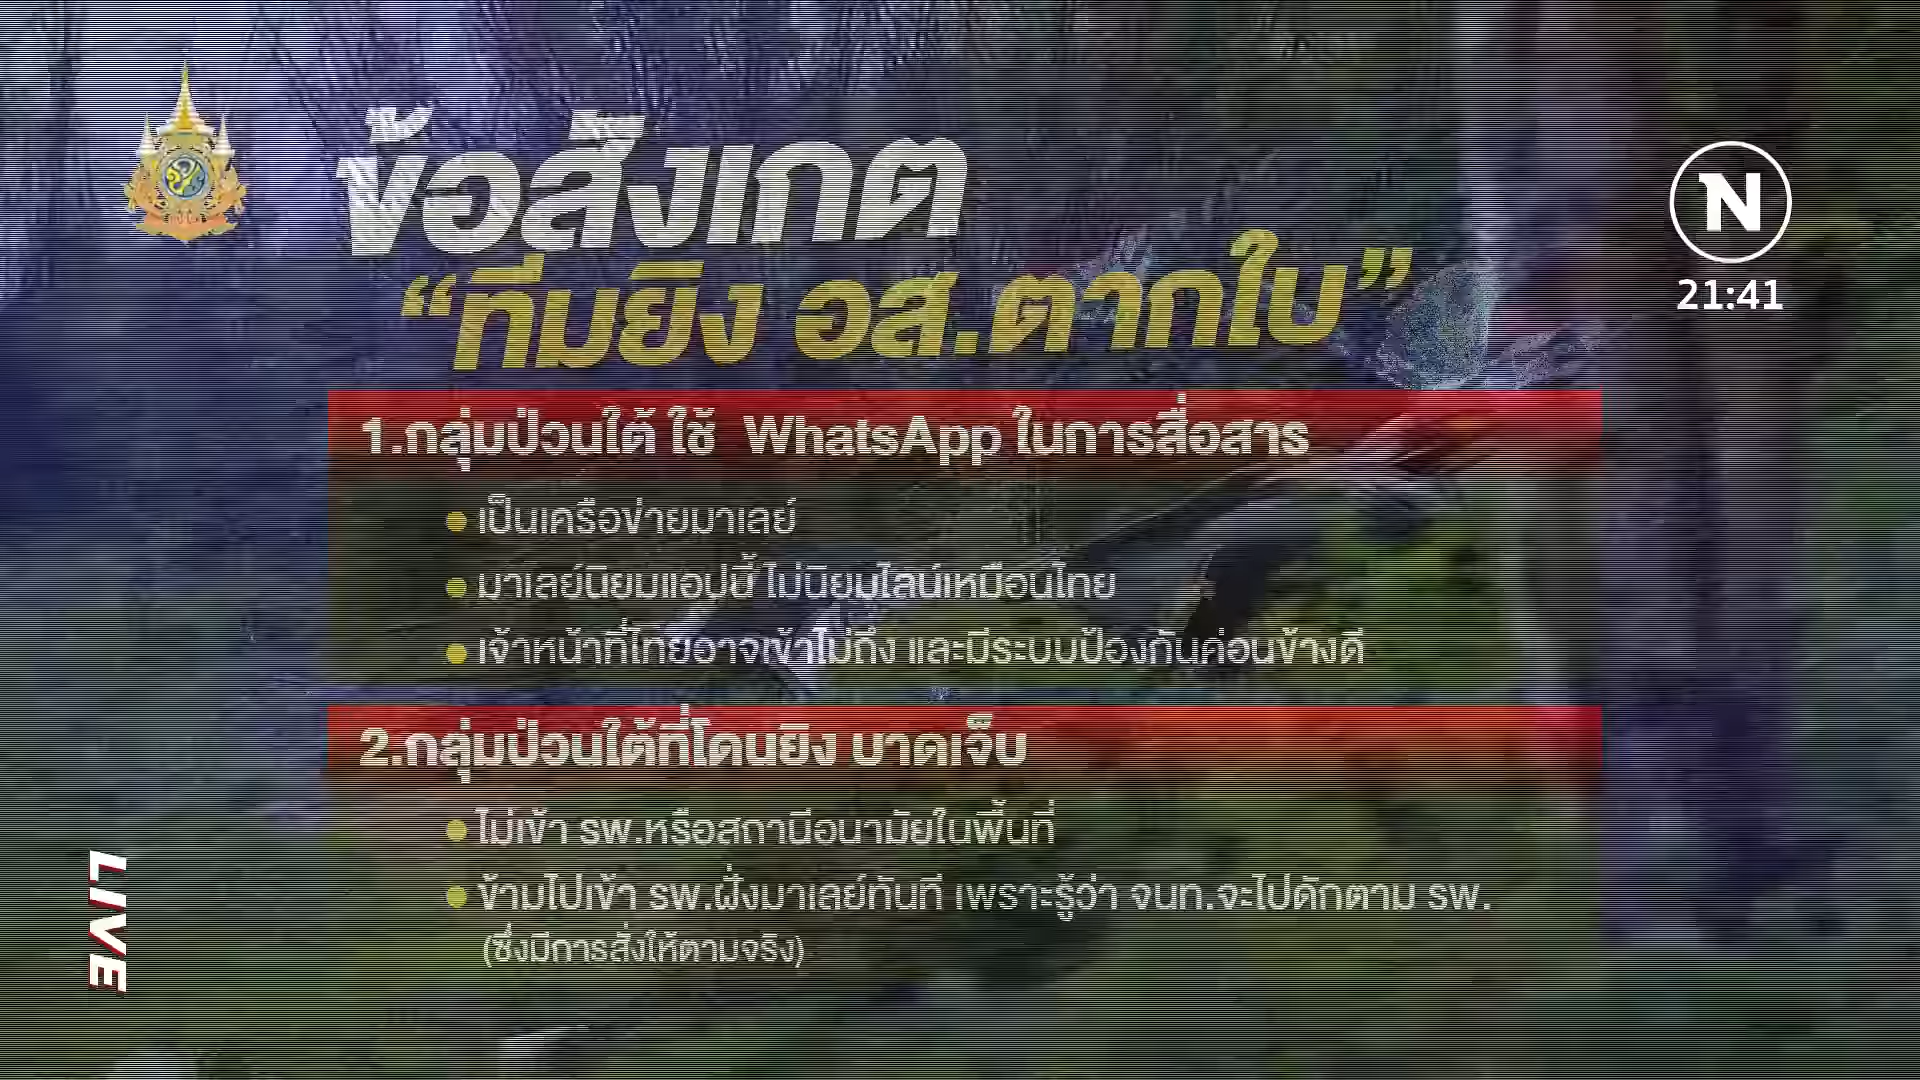 ข้อสังเกต
“ทีมยิง อส.ตากใบ”
N
21:41
1.กลุ่มป่วนใต้ ใช้ WhatsApp ในการสื่อสาร
เป็นเครือข่ายมาเลย์
มาเลย์นิยมแอปนี้ ไม่นิยมไลน์เหมือนไทย
เจ้าหน้าที่ไทยอาจเข้าไม่ถึง และมีระบบป้องกันค่อนข้างดี
2.กลุ่มป่วนใต้ที่โดนยิง บาดเจ็บ
ไม่เข้า รพ.หรือสถานีอนามัยในพื้นที่
ข้ามไปเข้า รพ.ฝั่งมาเลย์ทันที เพราะรู้ว่า จนท.จะไปดักตาม รพ.
(ซึ่งมีการสั่งให้ตามจริง)
LIVE